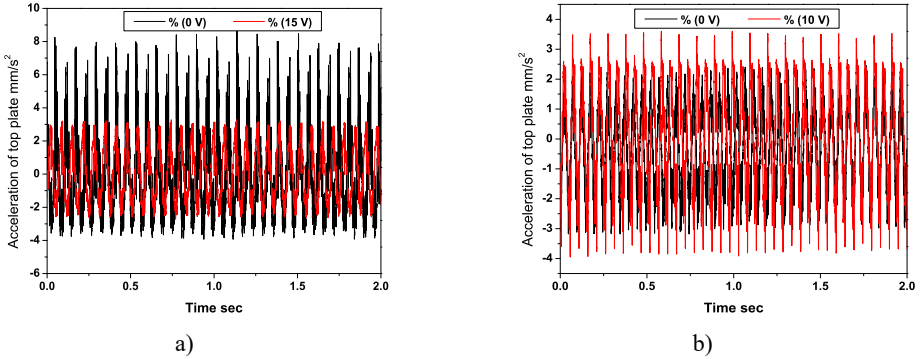 % (0 V) % (15 V)
Acceleration of top plate mm/s²
10
8
6
4
2
0
-2
-4
-6
0.0 0.5 1.0 1.5 2.0
Time sec
a)
% (0 V) % (10 V)
Acceleration of top plate mm/s²
4
3
2
1
0
-1
-2
-3
-4
0.0 0.5 1.0 1.5 2.0
Time sec
b)